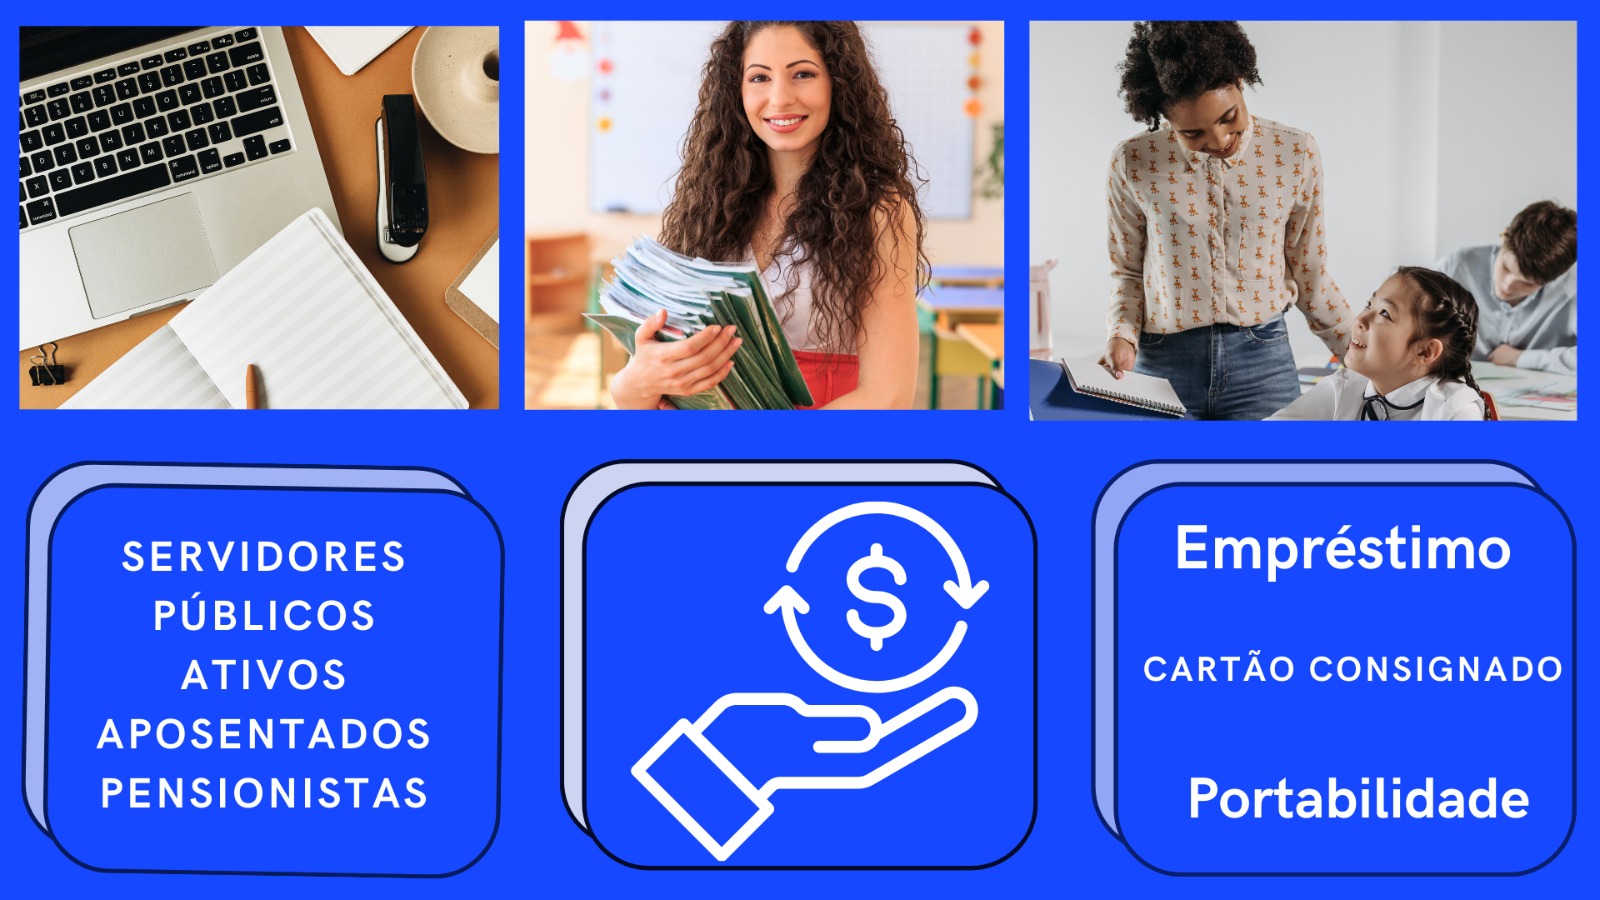 SERVIDORES
PÚBLICOS
ATIVOS
APOSENTADOS
PENSIONISTAS
$
Empréstimo
CARTÃO CONSIGNADO
Portabilidade